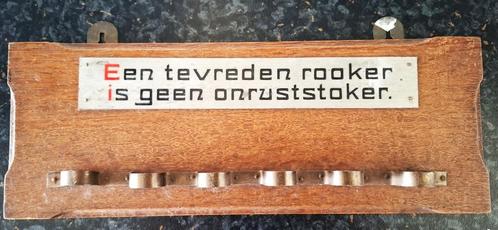 Een tevreden rooker
is geen onruststoker.